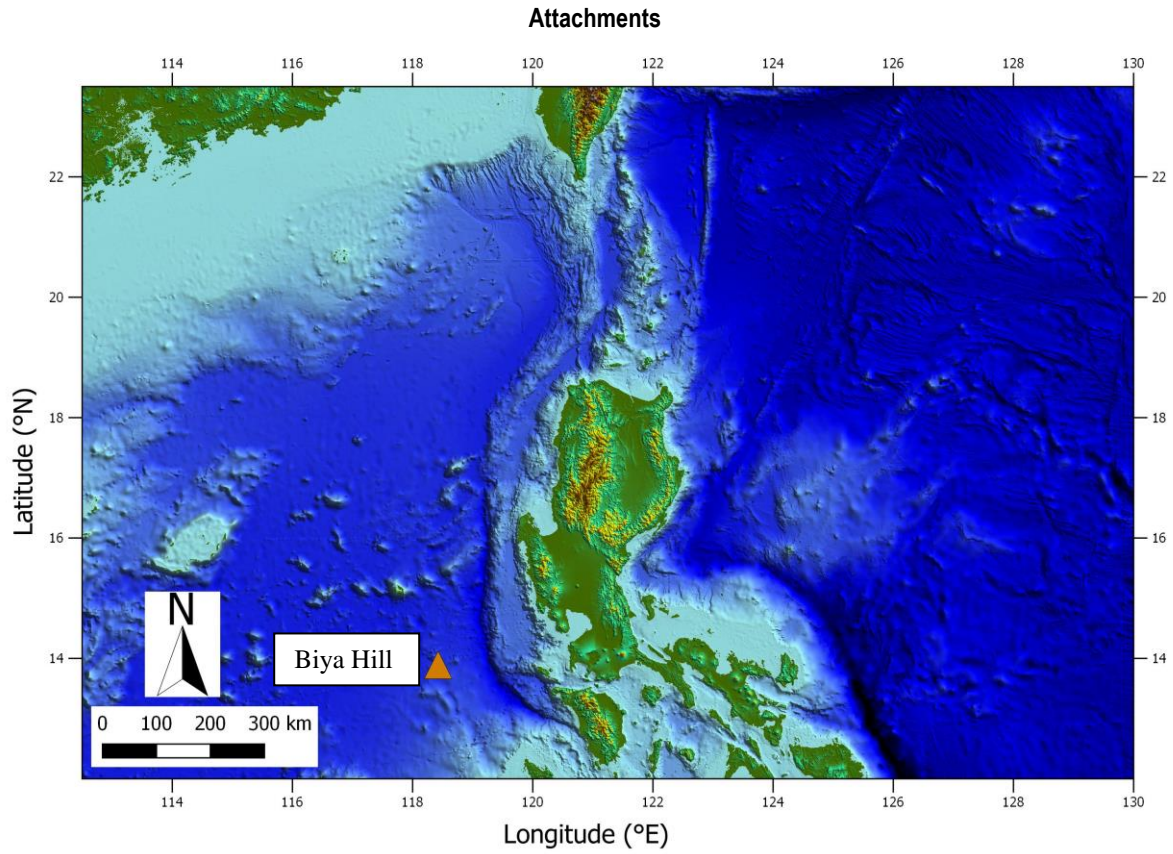 Attachments
114 116 118 120 122 124 126 128 130
22 22
20 20
18 18
16 16
14 14
Latitude (°N)
N
Biya Hill
0 100 200 300 km
114 116 118 120 122 124 126 128 130
Longitude (°E)